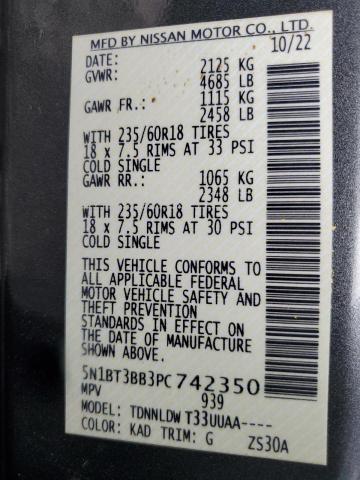 MFD BY NISSAN MOTOR CO., LTD.
DATE: 10/22
GVWR: 2125 KG
4685 LB
GAWR FR.: 1115 KG
2458 LB
WITH 235/60R18 TIRES
18 x 7.5 RIMS AT 33 PSI
COLD SINGLE
GAWR RR.: 1065 KG
2348 LB
WITH 235/60R18 TIRES
18 x 7.5 RIMS AT 30 PSI
COLD SINGLE
THIS VEHICLE CONFORMS TO
ALL APPLICABLE FEDERAL
MOTOR VEHICLE SAFETY AND
THEFT PREVENTION
STANDARDS IN EFFECT ON
THE DATE OF MANUFACTURE
SHOWN ABOVE.
5N1BT3BB3PC742350
MPV 939
MODEL: TDNNLDW T33UUAA----
COLOR: KAD TRIM: G ZS30A